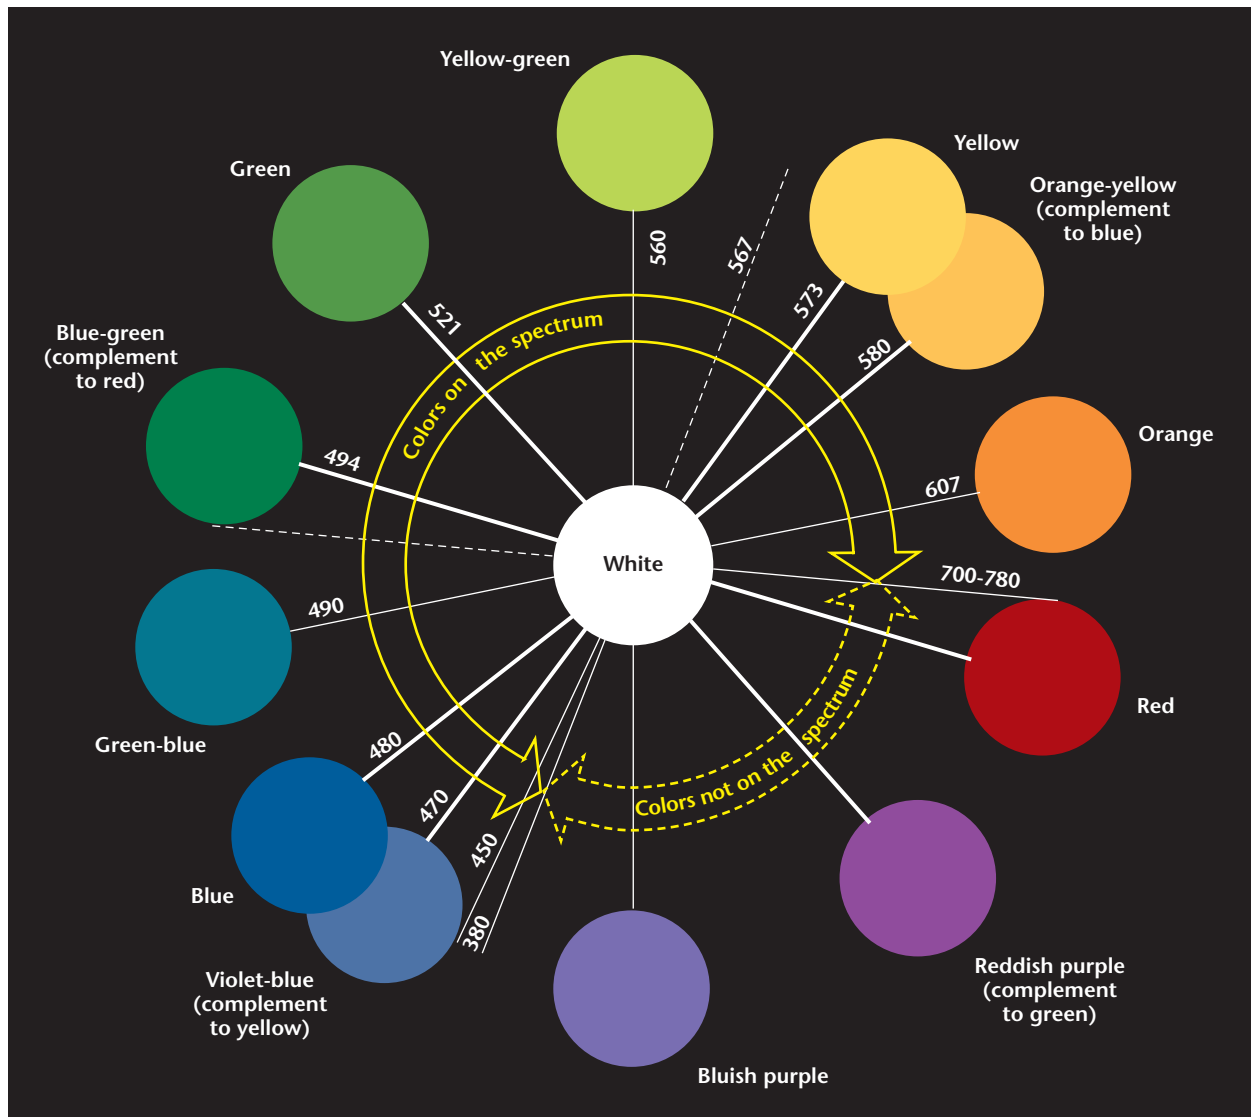 Yellow-green
Yellow
Green
Orange-yellow
(complement
to blue)
560
567
573
521
580
Colors on the spectrum
Blue-green
(complement
to red)
Orange
494
607
White
700-780
490
Red
Green-blue
480
470
450
380
Colors not on the spectrum
Blue
Violet-blue
(complement
to yellow)
Reddish purple
(complement
to green)
Bluish purple